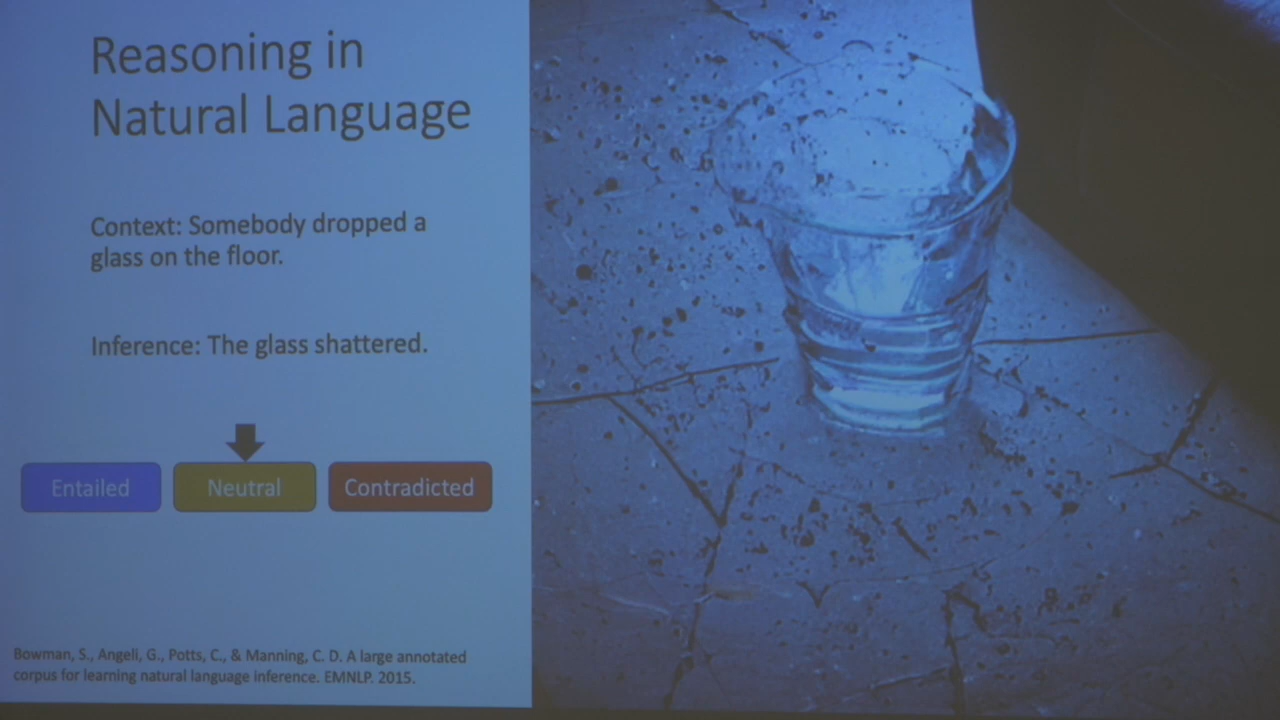 Reasoning in
Natural Language
Context: Somebody dropped a
glass on the floor.
Inference: The glass shattered.
Entailed
Neutral
Contradicted
Bowman, S., Angeli, G., Potts, C., & Manning, C. D. A large annotated
corpus for learning natural language inference. EMNLP. 2015.